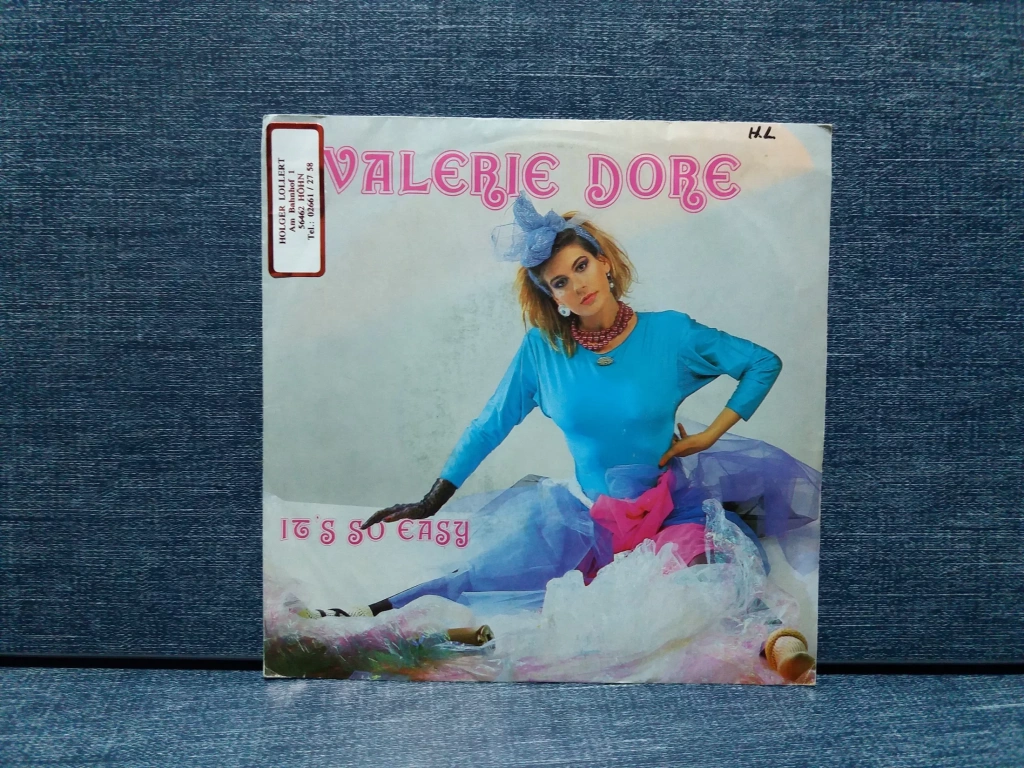 HOLGER LOLLERT
Am Bahnhof 1
56462 HÖHN
Tel.: 02661 / 27 58
H.L
VALERIE DORE
IT'S SO EASY